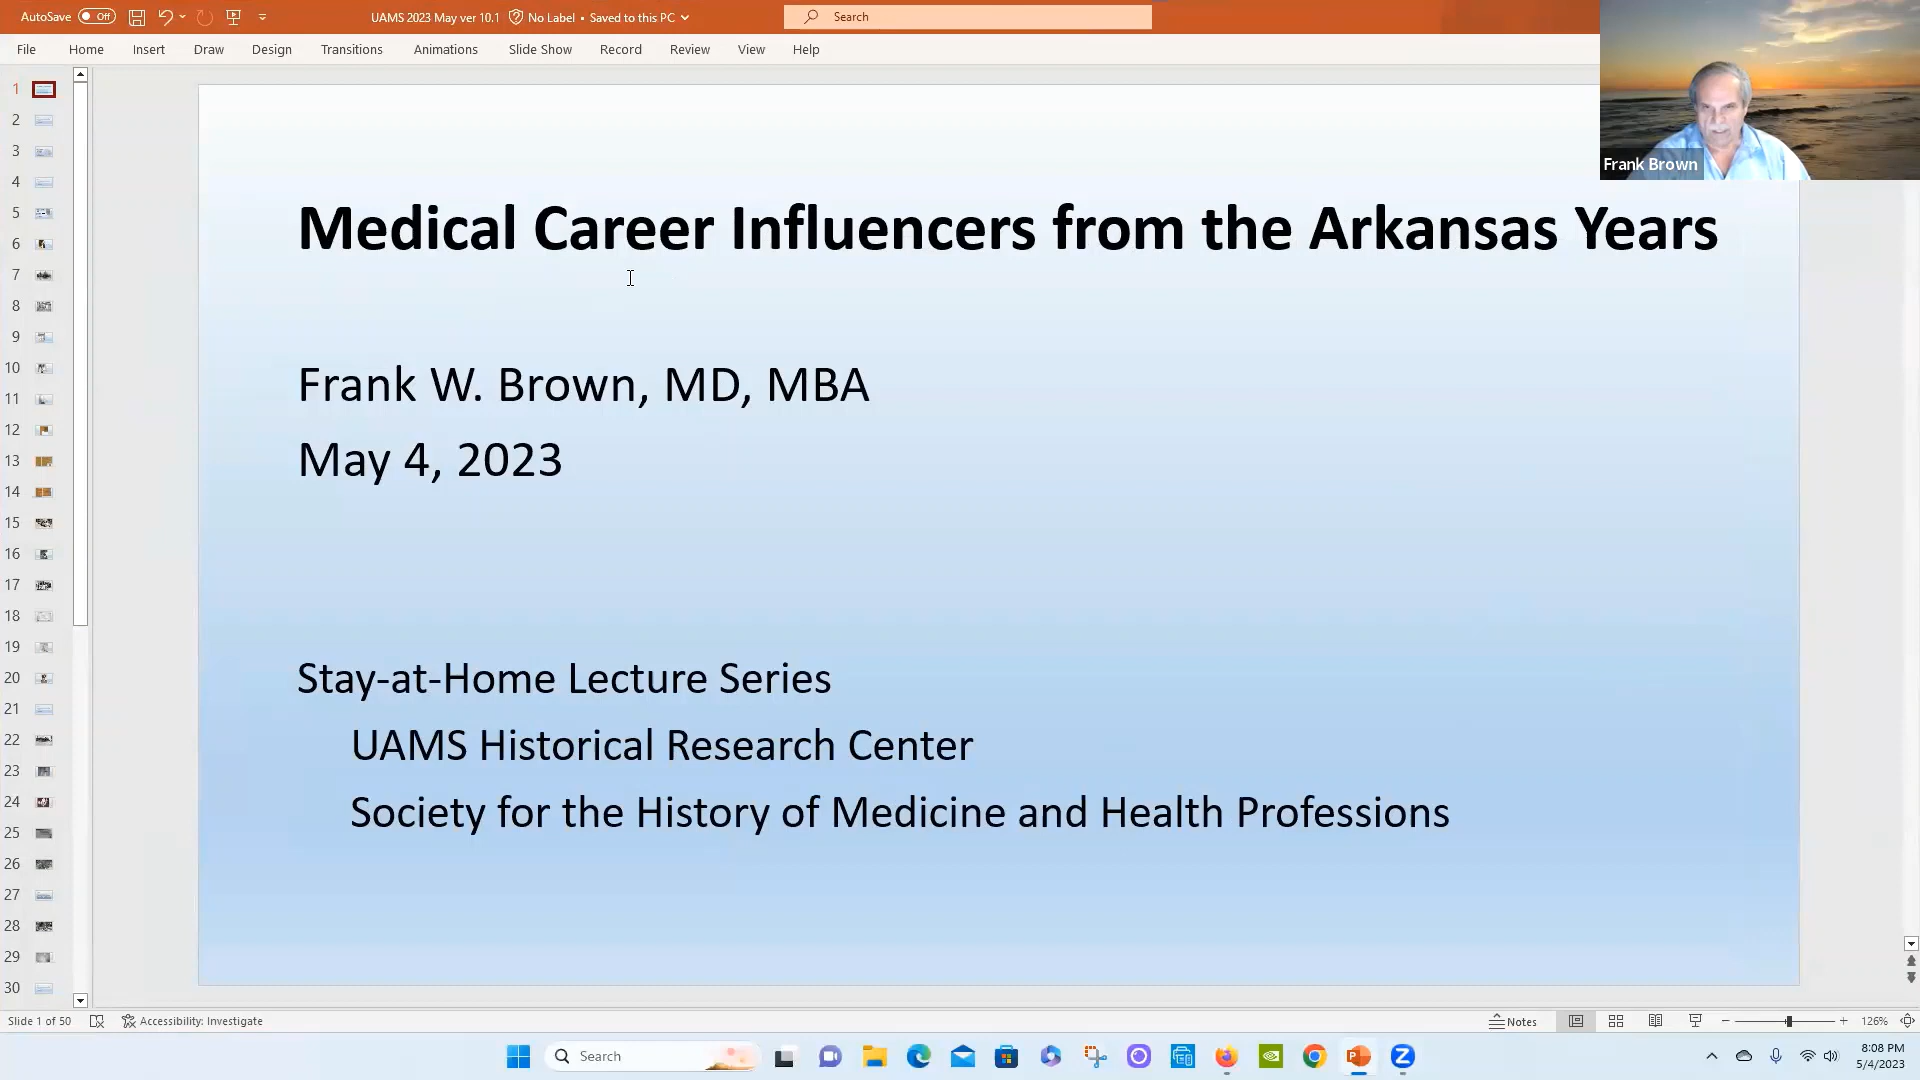 AutoSave Off UAMS 2023 May ver 10.1 No Label • Saved to this PC Search
File Home Insert Draw Design Transitions Animations Slide Show Record Review View Help
Frank Brown
1
2
3
4
5
6
7
8
9
10
11
12
13
14
15
16
17
18
19
20
21
22
23
24
25
26
27
28
29
30
Medical Career Influencers from the Arkansas Years
Frank W. Brown, MD, MBA
May 4, 2023
Stay-at-Home Lecture Series
UAMS Historical Research Center
Society for the History of Medicine and Health Professions
Slide 1 of 50 Accessibility: Investigate Notes 126%
Search
8:08 PM
5/4/2023